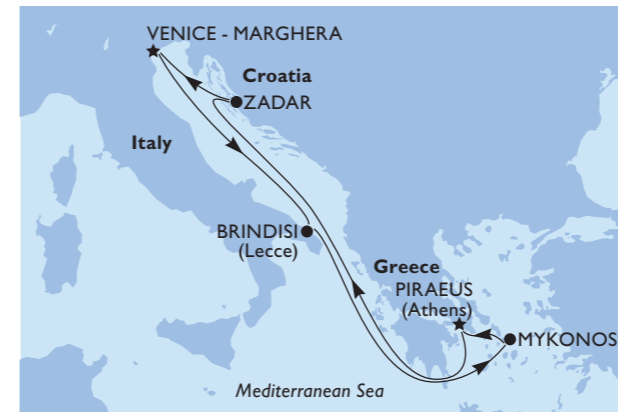 VENICE - MARGHERA
Croatia
ZADAR
Italy
BRINDISI
(Lecce)
Greece
PIRAEUS
(Athens)
MYKONOS
Mediterranean Sea